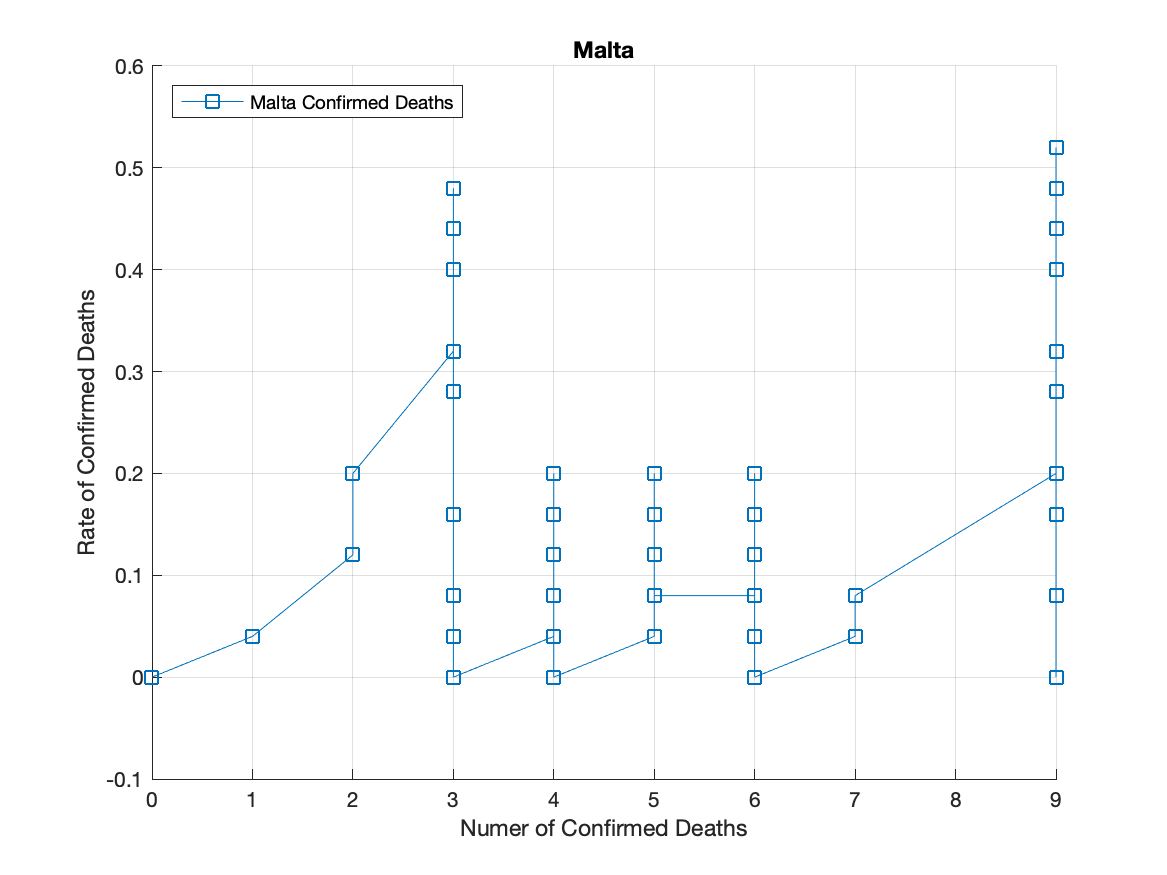 Malta
Malta Confirmed Deaths
Rate of Confirmed Deaths
0.6
0.5
0.4
0.3
0.2
0.1
0
-0.1
0 1 2 3 4 5 6 7 8 9
Numer of Confirmed Deaths